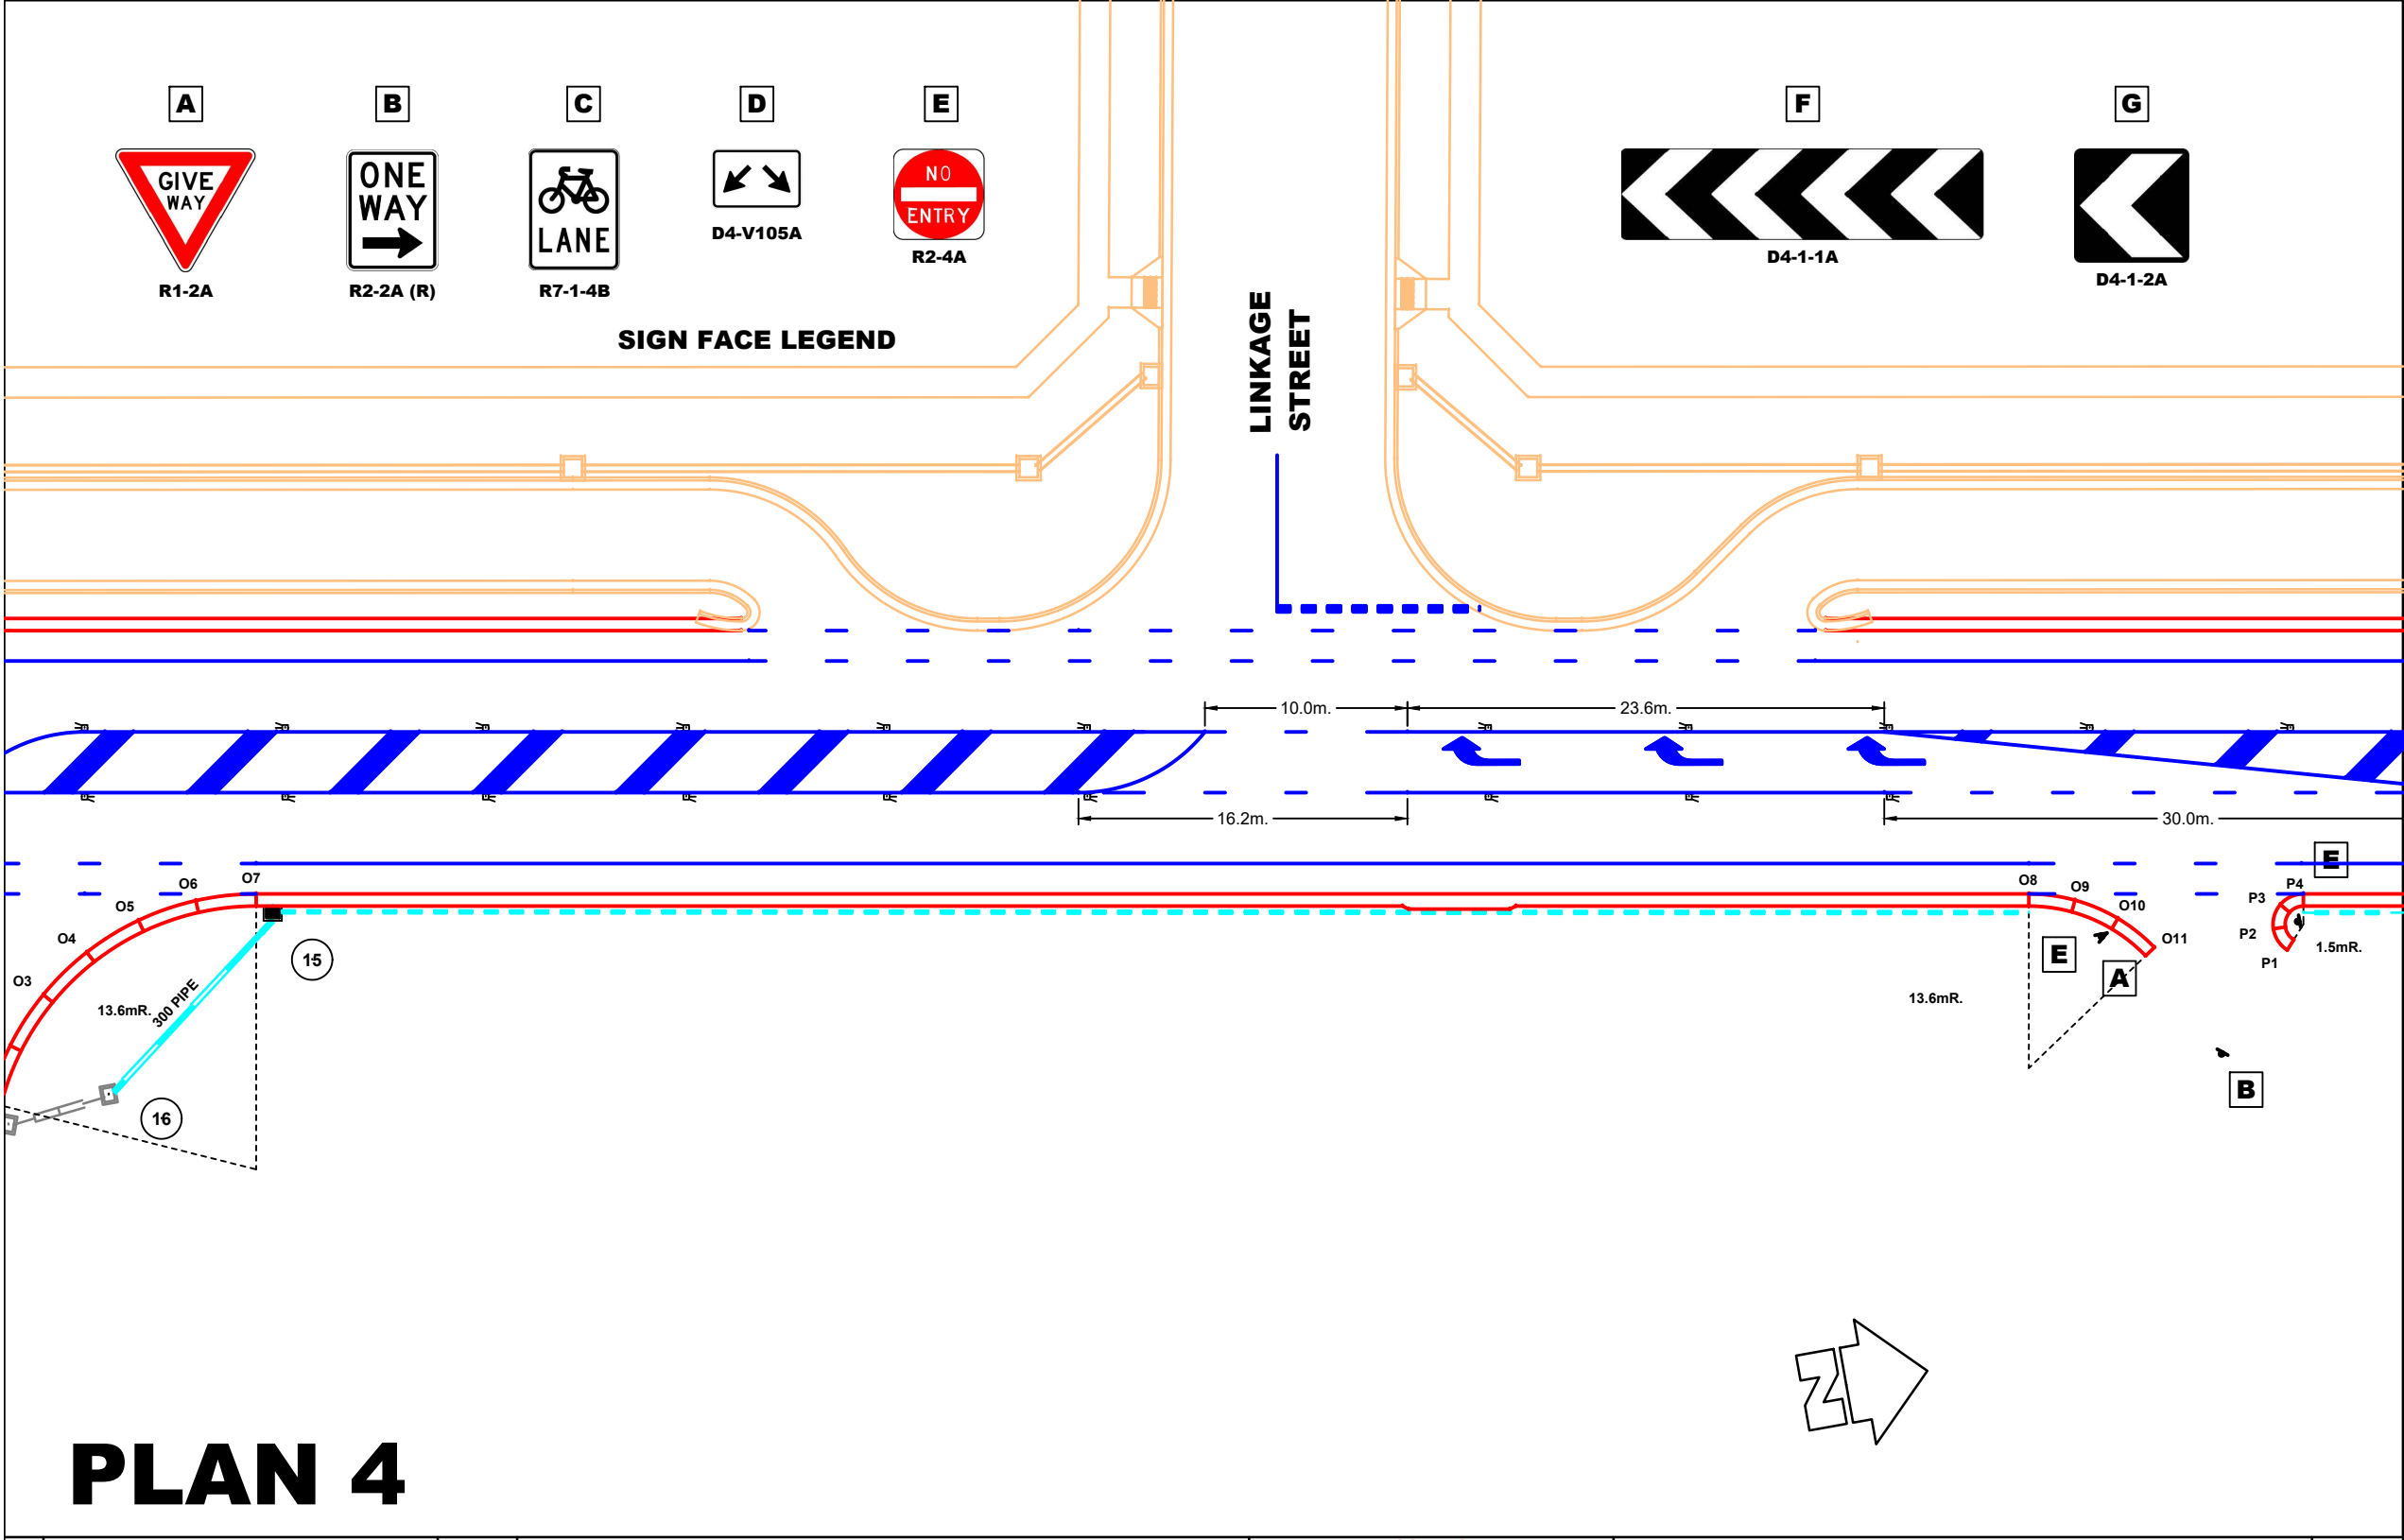 A
B
C
D
E
F
G
GIVE
WAY
R1-2A
ONE
WAY
R2-2A (R)
LANE
R7-1-4B
D4-V105A
NO
ENTRY
R2-4A
D4-1-1A
D4-1-2A
SIGN FACE LEGEND
LINKAGE
STREET
10.0m.
23.6m.
16.2m.
30.0m.
E
O3
O4
O5
O6
O7
O8
O9
O10
O11
P4
P3
P2
P1
1.5mR.
E
A
B
13.6mR.
300 PIPE
15
16
13.6mR.
N
PLAN 4